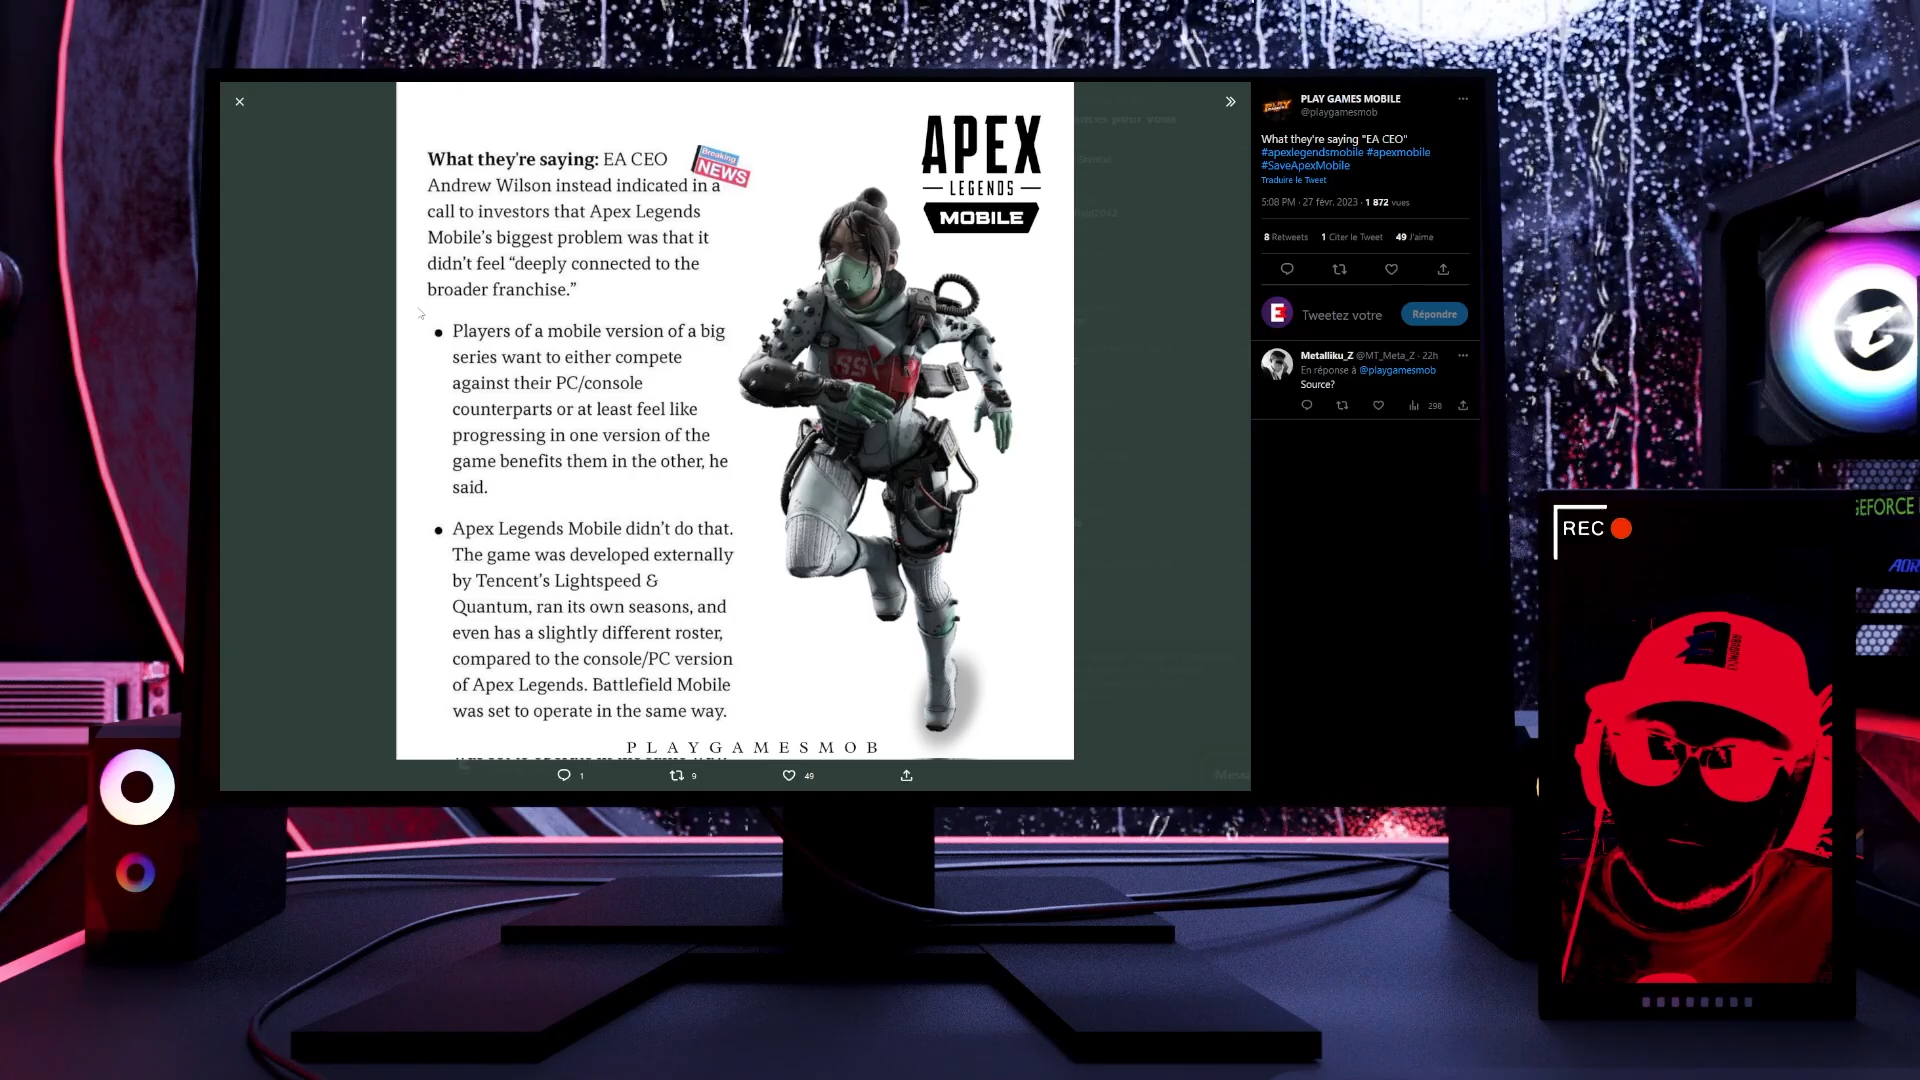 What they're saying: EA CEO
Andrew Wilson instead indicated in a
call to investors that Apex Legends
Mobile's biggest problem was that it
didn't feel “deeply connected to the
broader franchise.”
Breaking
NEWS
● Players of a mobile version of a big
series want to either compete
against their PC/console
counterparts or at least feel like
progressing in one version of the
game benefits them in the other, he
said.
● Apex Legends Mobile didn't do that.
The game was developed externally
by Tencent's Lightspeed &
Quantum, ran its own seasons, and
even has a slightly different roster,
compared to the console/PC version
of Apex Legends. Battlefield Mobile
was set to operate in the same way.
PLAYGAMESMOB
APEX
LEGENDS
MOBILE
1 9 49
PLAY GAMES MOBILE
@playgamesmob
What they're saying "EA CEO"
#apexlegendsmobile #apexmobile
#SaveApexMobile
Traduire le Tweet
5:08 PM · 27 févr. 2023 · 1 872 vues
8 Retweets 1 Citer le Tweet 49 J'aime
Tweetez votre
Répondre
Metalliku_Z @MT_Meta_Z · 22h
En réponse à @playgamesmob
Source?
298
REC